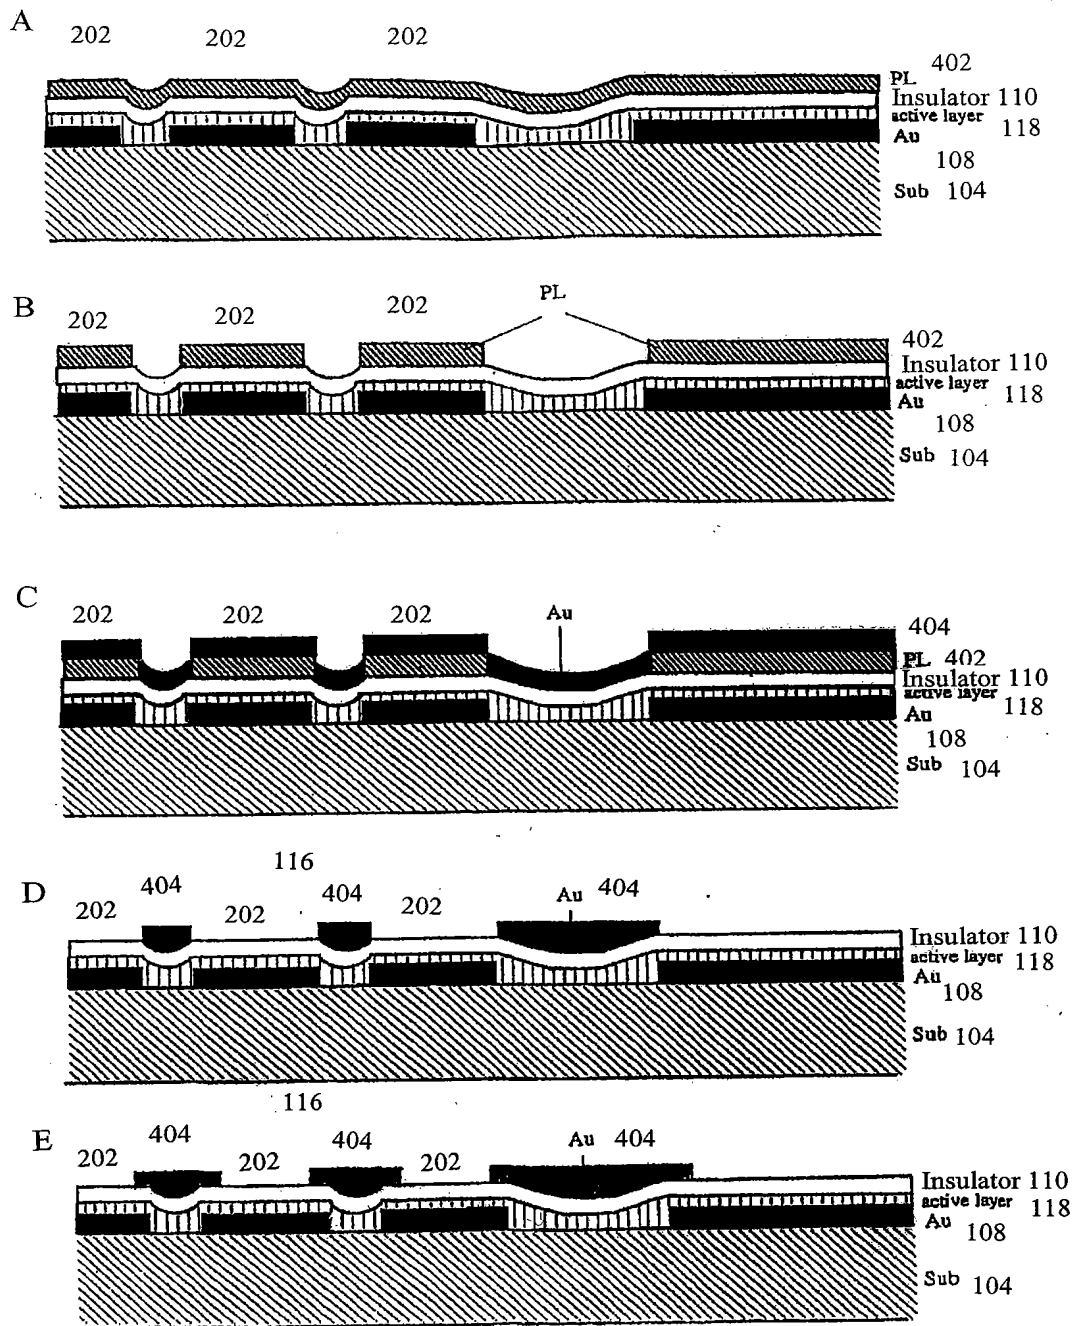 A
202 202 202
PL 402
Insulator 110
active layer 118
Au
108
Sub 104
B
202 202 202
PL
402
Insulator 110
active layer 118
Au
108
Sub 104
C
202 202 202
Au
404
PL 402
Insulator 110
active layer 118
Au
108
Sub 104
116
D
404 404 Au 404
202 202 202
Insulator 110
active layer 118
Au
108
Sub 104
116
E
404 404 Au 404
202 202 202
Insulator 110
active layer 118
Au
108
Sub 104